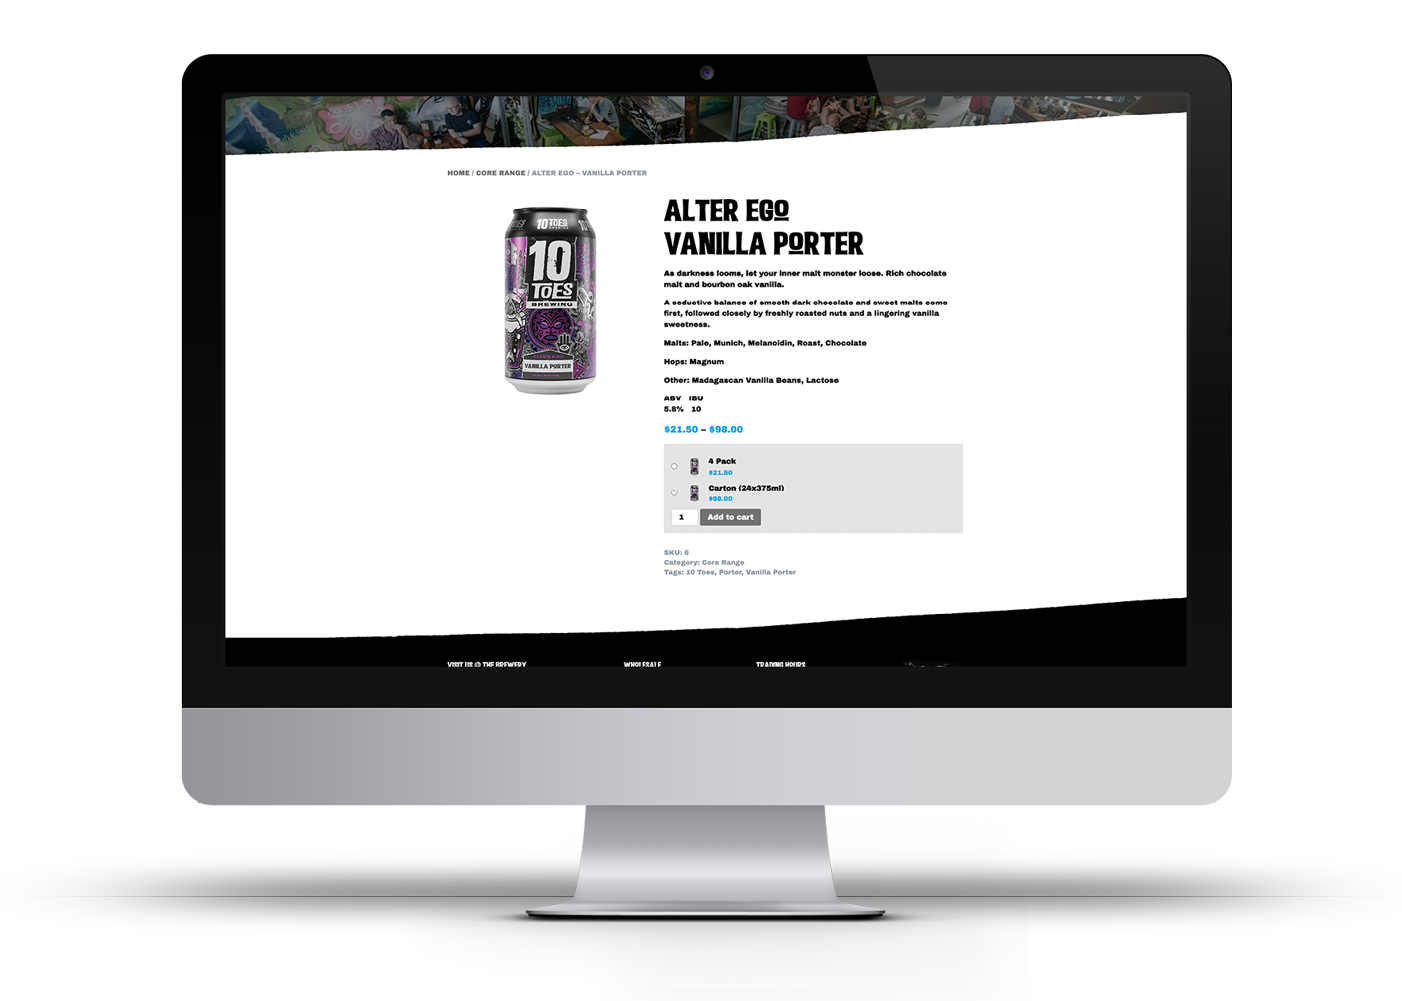 HOME / CORE RANGE / ALTER EGO – VANILLA PORTER
10 TOES
BREWING
10
TOES
BREWING
ALTER EGO
VANILLA PORTER
ALTER EGO
VANILLA PORTER
As darkness looms, let your inner malt monster loose. Rich chocolate
malt and bourbon oak vanilla.
A seductive balance of smooth dark chocolate and sweet malts come
first, followed closely by freshly roasted nuts and a lingering vanilla
sweetness.
Malts: Pale, Munich, Melanoidin, Roast, Chocolate
Hops: Magnum
Other: Madagascan Vanilla Beans, Lactose
ABV IBU
5.8% 10
$21.50 – $98.00
4 Pack
$21.50
Carton (24x375ml)
$98.00
1 Add to cart
SKU: 6
Category: Core Range
Tags: 10 Toes, Porter, Vanilla Porter
VISIT US @ THE BREWERY WHOLESALE TRADING HOURS